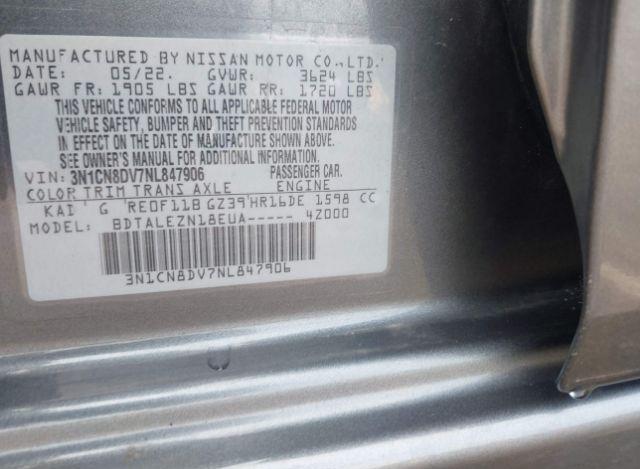 MANUFACTURED BY NISSAN MOTOR CO.,LTD.
DATE: 05/22. GVWR: 3624 LBS
GAWR FR: 1905 LBS GAWR RR: 1720 LBS
THIS VEHICLE CONFORMS TO ALL APPLICABLE FEDERAL MOTOR
VEHICLE SAFETY, BUMPER AND THEFT PREVENTION STANDARDS
IN EFFECT ON THE DATE OF MANUFACTURE SHOWN ABOVE.
SEE OWNER'S MANUAL FOR ADDITIONAL INFORMATION.
VIN: 3N1CN8DV7NL847906 PASSENGER CAR.
COLOR TRIM TRANS AXLE ENGINE
KAD G RE0F11B GZ39 HR16DE 1598 CC
MODEL: BDTALEZN18EUA----- 4Z000
3N1CN8DV7NL847906